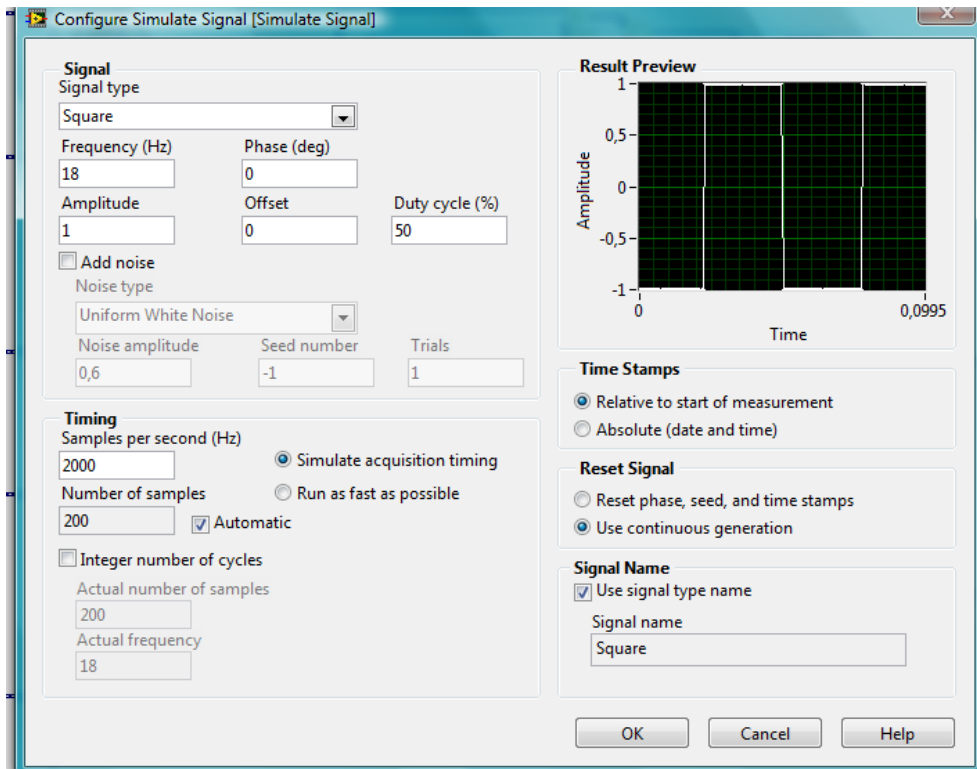 Configure Simulate Signal [Simulate Signal]
Signal
Signal type
Square
Frequency (Hz) Phase (deg)
18 0
Amplitude Offset Duty cycle (%)
1 0 50
Add noise
Noise type
Uniform White Noise
Noise amplitude Seed number Trials
0,6 -1 1
Timing
Samples per second (Hz)
2000
Simulate acquisition timing
Number of samples
Run as fast as possible
200
Automatic
Integer number of cycles
Actual number of samples
200
Actual frequency
18
Result Preview
1
0,5
0
-0,5
-1
Amplitude
0 0,0995
Time
Time Stamps
Relative to start of measurement
Absolute (date and time)
Reset Signal
Reset phase, seed, and time stamps
Use continuous generation
Signal Name
Use signal type name
Signal name
Square
OK Cancel Help